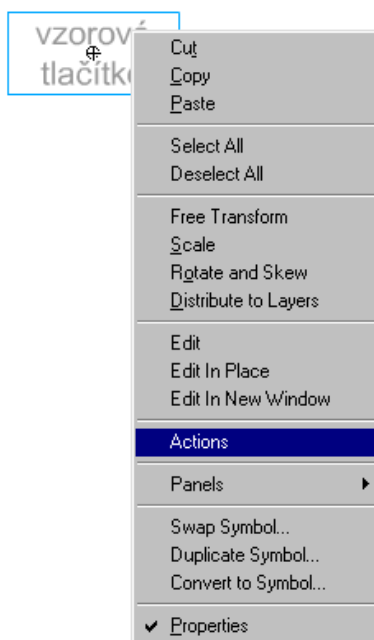 vzorové
tlačítk
Cut
Copy
Paste
Select All
Deselect All
Free Transform
Scale
Rotate and Skew
Distribute to Layers
Edit
Edit In Place
Edit In New Window
Actions
Panels
Swap Symbol...
Duplicate Symbol...
Convert to Symbol...
Properties